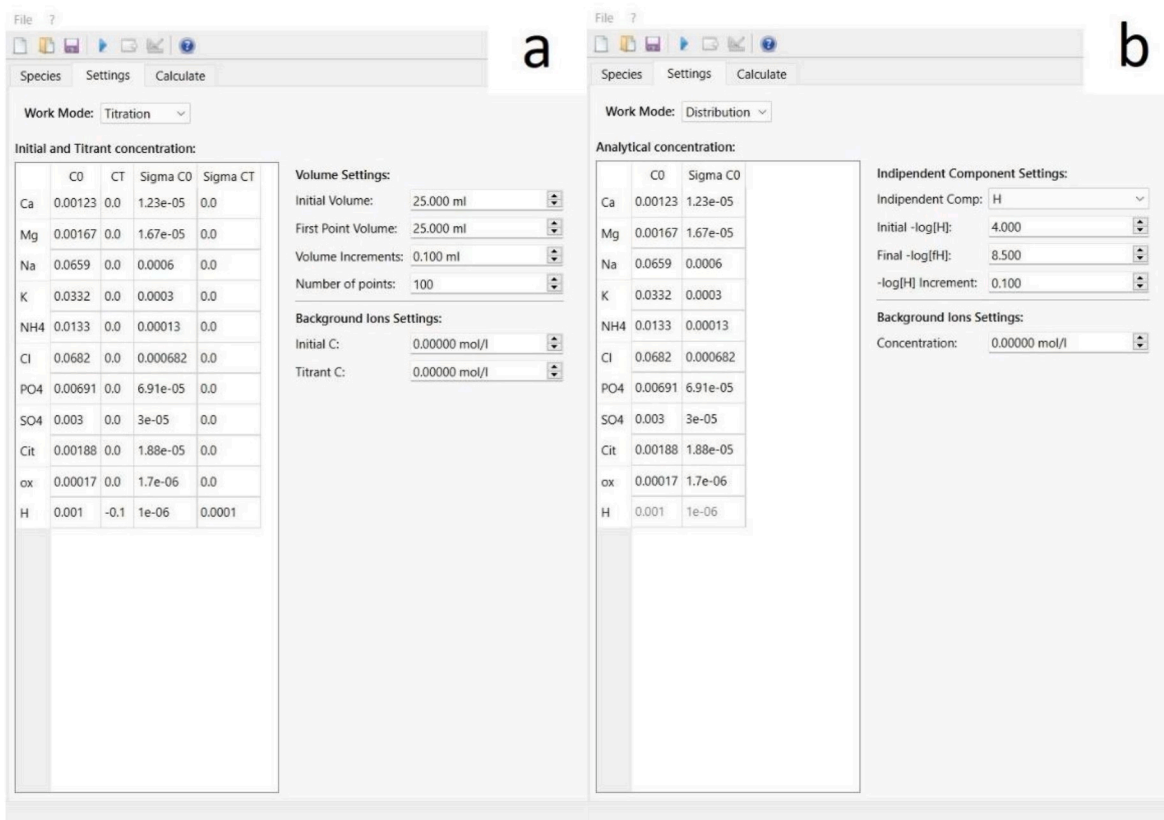 File ?
a
Species Settings Calculate
Work Mode: Titration
Initial and Titrant concentration:
C0 CT Sigma C0 Sigma CT
Ca 0.00123 0.0 1.23e-05 0.0
Mg 0.00167 0.0 1.67e-05 0.0
Na 0.0659 0.0 0.0006 0.0
K 0.0332 0.0 0.0003 0.0
NH4 0.0133 0.0 0.00013 0.0
Cl 0.0682 0.0 0.000682 0.0
PO4 0.00691 0.0 6.91e-05 0.0
SO4 0.003 0.0 3e-05 0.0
Cit 0.00188 0.0 1.88e-05 0.0
ox 0.00017 0.0 1.7e-06 0.0
H 0.001 -0.1 1e-06 0.0001
Volume Settings:
Initial Volume: 25.000 ml
First Point Volume: 25.000 ml
Volume Increments: 0.100 ml
Number of points: 100
Background Ions Settings:
Initial C: 0.00000 mol/l
Titrant C: 0.00000 mol/l
File ?
b
Species Settings Calculate
Work Mode: Distribution
Analytical concentration:
C0 Sigma C0
Ca 0.00123 1.23e-05
Mg 0.00167 1.67e-05
Na 0.0659 0.0006
K 0.0332 0.0003
NH4 0.0133 0.00013
Cl 0.0682 0.000682
PO4 0.00691 6.91e-05
SO4 0.003 3e-05
Cit 0.00188 1.88e-05
ox 0.00017 1.7e-06
H 0.001 1e-06
Indipendent Component Settings:
Indipendent Comp: H
Initial -log[H]: 4.000
Final -log[fH]: 8.500
-log[H] Increment: 0.100
Background Ions Settings:
Concentration: 0.00000 mol/l